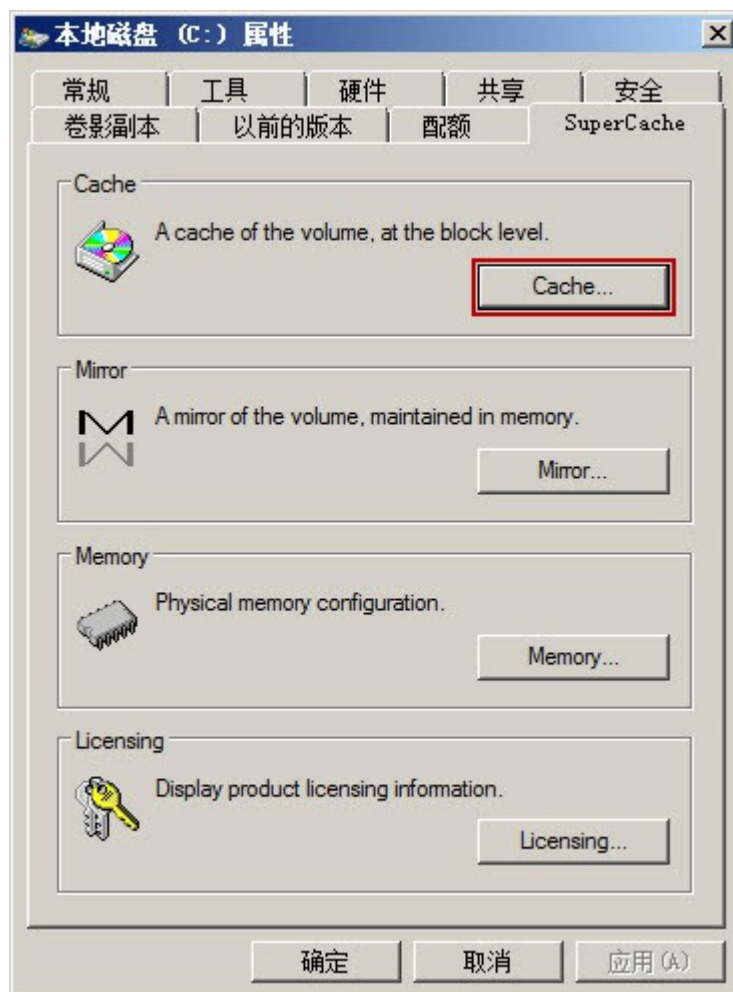 本地磁盘 (C:) 属性
常规 工具 硬件 共享 安全
卷影副本 以前的版本 配额 SuperCache
Cache
A cache of the volume, at the block level.
Cache...
Mirror
A mirror of the volume, maintained in memory.
Mirror...
Memory
Physical memory configuration.
Memory...
Licensing
Display product licensing information.
Licensing...
确定 取消 应用(A)